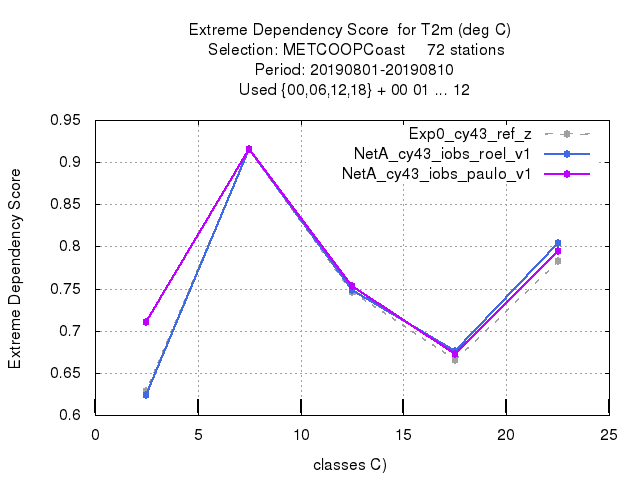 Extreme Dependency Score  for T2m (deg C)
Selection: METCOOPCoast    72 stations
Period: 20190801-20190810
Used {00,06,12,18} + 00 01 ... 12
Extreme Dependency Score
0.95
0.9
0.85
0.8
0.75
0.7
0.65
0.6
Exp0_cy43_ref_z
NetA_cy43_iobs_roel_v1
NetA_cy43_iobs_paulo_v1
0 5 10 15 20 25
classes C)